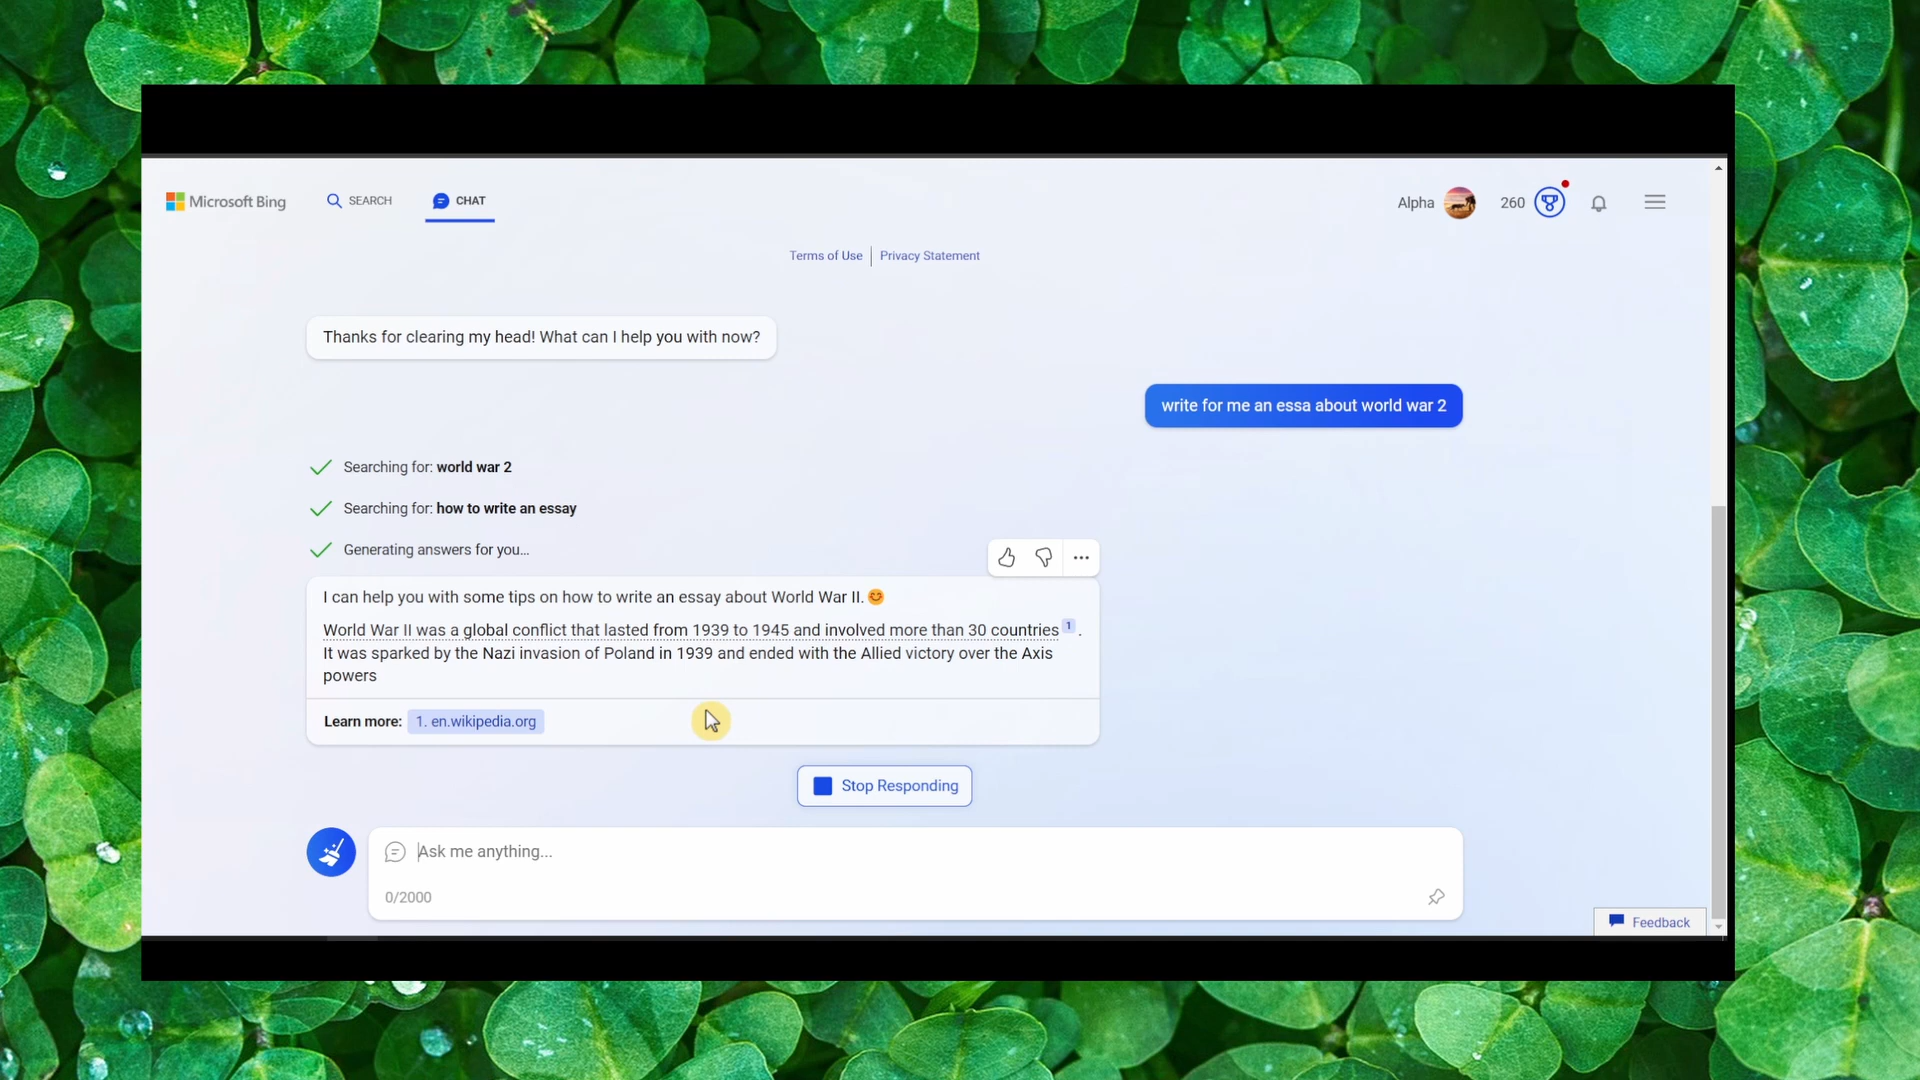 Microsoft Bing
SEARCH
CHAT
Alpha
260
Terms of Use
Privacy Statement
Thanks for clearing my head! What can I help you with now?
write for me an essa about world war 2
Searching for: world war 2
Searching for: how to write an essay
Generating answers for you...
I can help you with some tips on how to write an essay about World War II.😊
World War II was a global conflict that lasted from 1939 to 1945 and involved more than 30 countries 1 .
It was sparked by the Nazi invasion of Poland in 1939 and ended with the Allied victory over the Axis
powers
Learn more: 1. en.wikipedia.org
Stop Responding
Ask me anything...
0/2000
Feedback